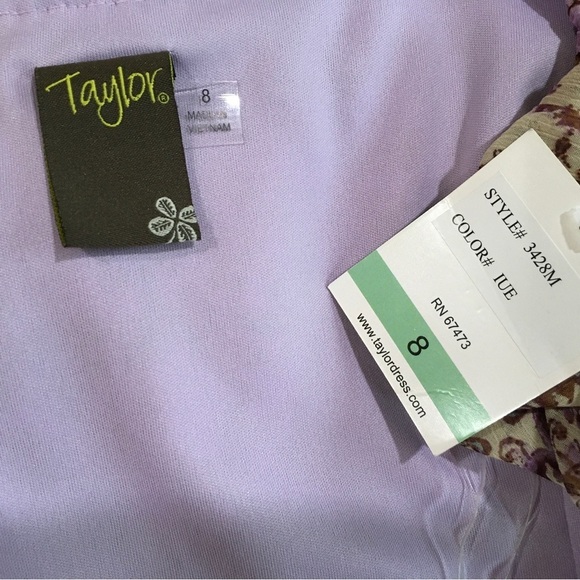 Taylor®
8
MADE IN
VIETNAM
STYLE# 3428M
COLOR# IUE
RN 67473
8
www.taylordress.com